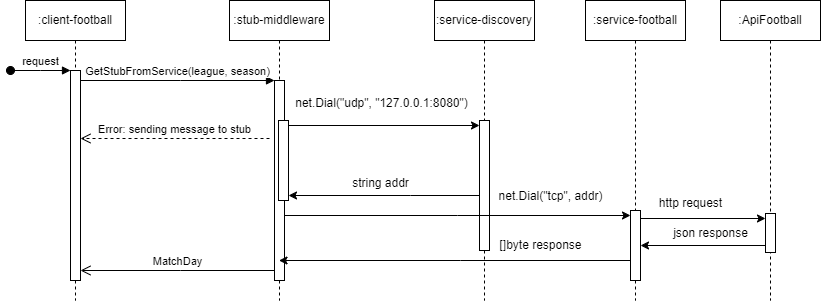 :client-football
:stub-middleware
:service-discovery
:service-football
:ApiFootball
request
GetStubFromService(league, season)
net.Dial("udp", "127.0.0.1:8080")
Error: sending message to stub
string addr
net.Dial("tcp", addr)
http request
json response
[]byte response
MatchDay